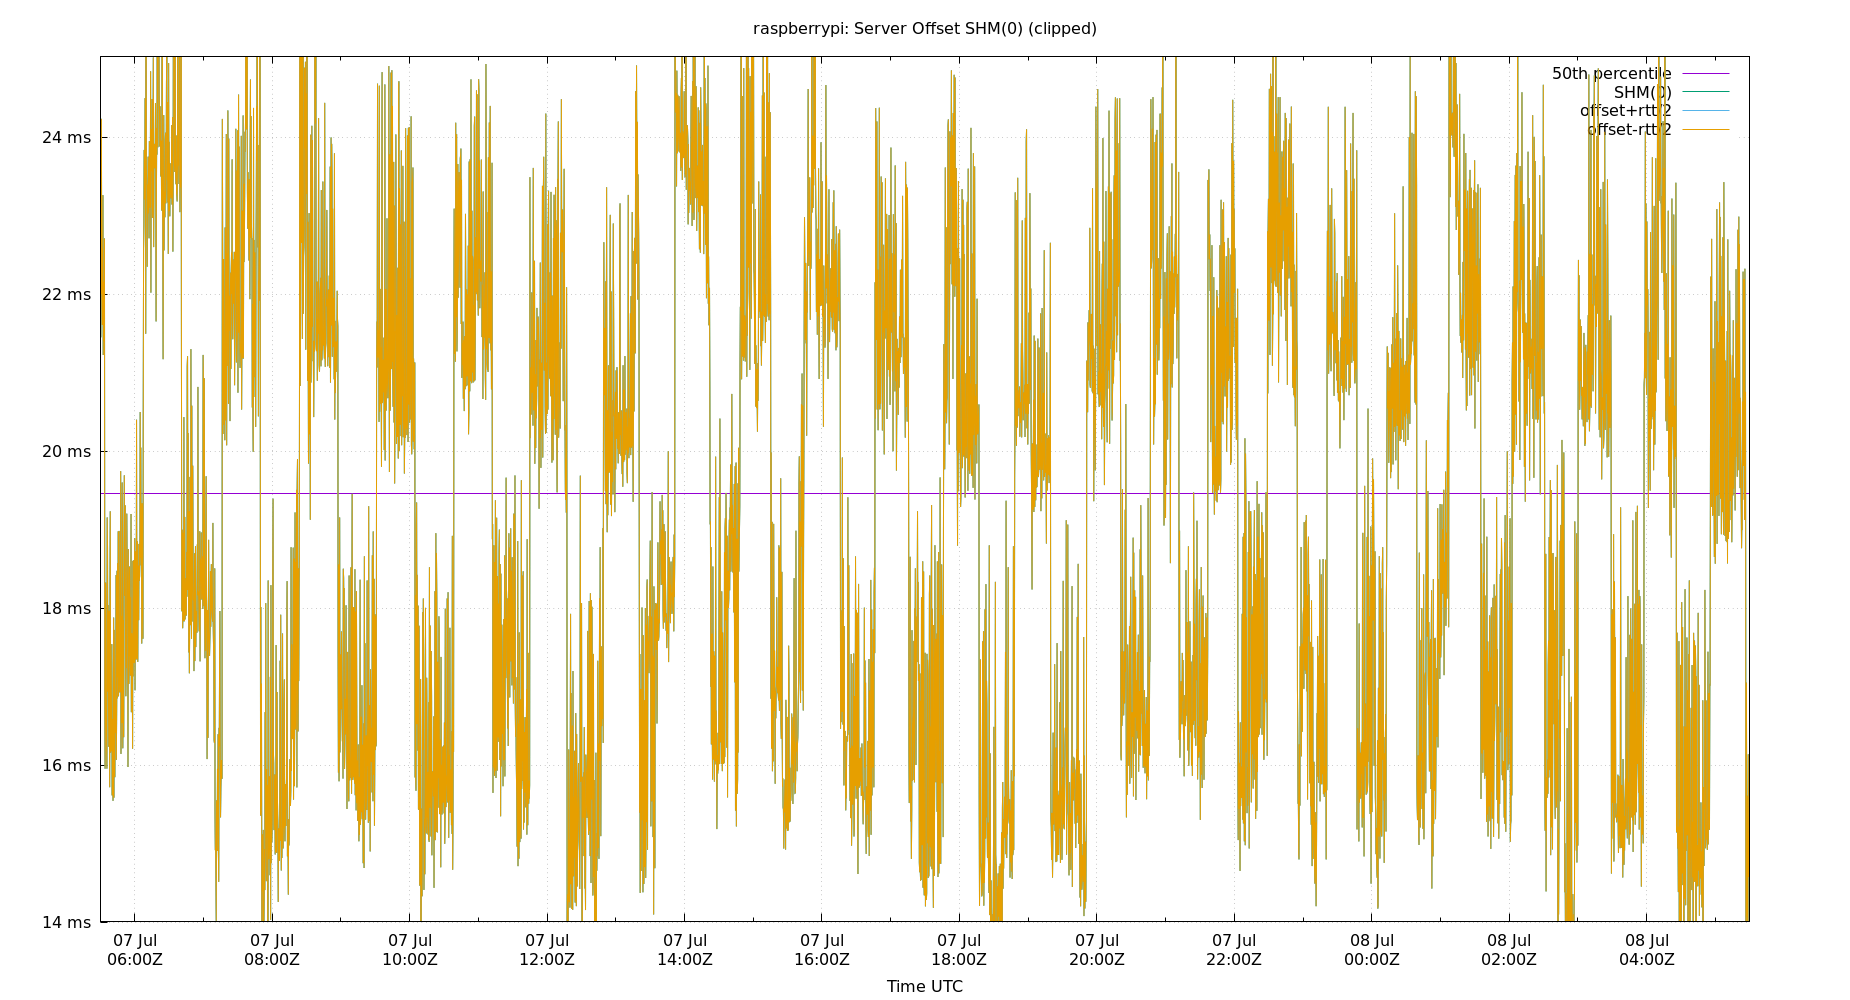 raspberrypi: Server Offset SHM(0) (clipped)
50th percentile
SHM(0)
offset+rtt/2
offset-rtt/2
24 ms
22 ms
20 ms
18 ms
16 ms
14 ms
07 Jul 07 Jul 07 Jul 07 Jul 07 Jul 07 Jul 07 Jul 07 Jul 07 Jul 08 Jul 08 Jul 08 Jul
06:00Z 08:00Z 10:00Z 12:00Z 14:00Z 16:00Z 18:00Z 20:00Z 22:00Z 00:00Z 02:00Z 04:00Z
Time UTC